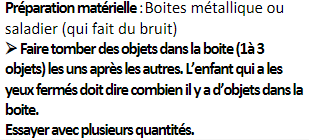 Préparation matérielle : Boites métallique ou
saladier (qui fait du bruit)
➢ Faire tomber des objets dans la boite (1à 3
objets) les uns après les autres. L'enfant qui a les
yeux fermés doit dire combien il y a d'objets dans la
boite.
Essayer avec plusieurs quantités.